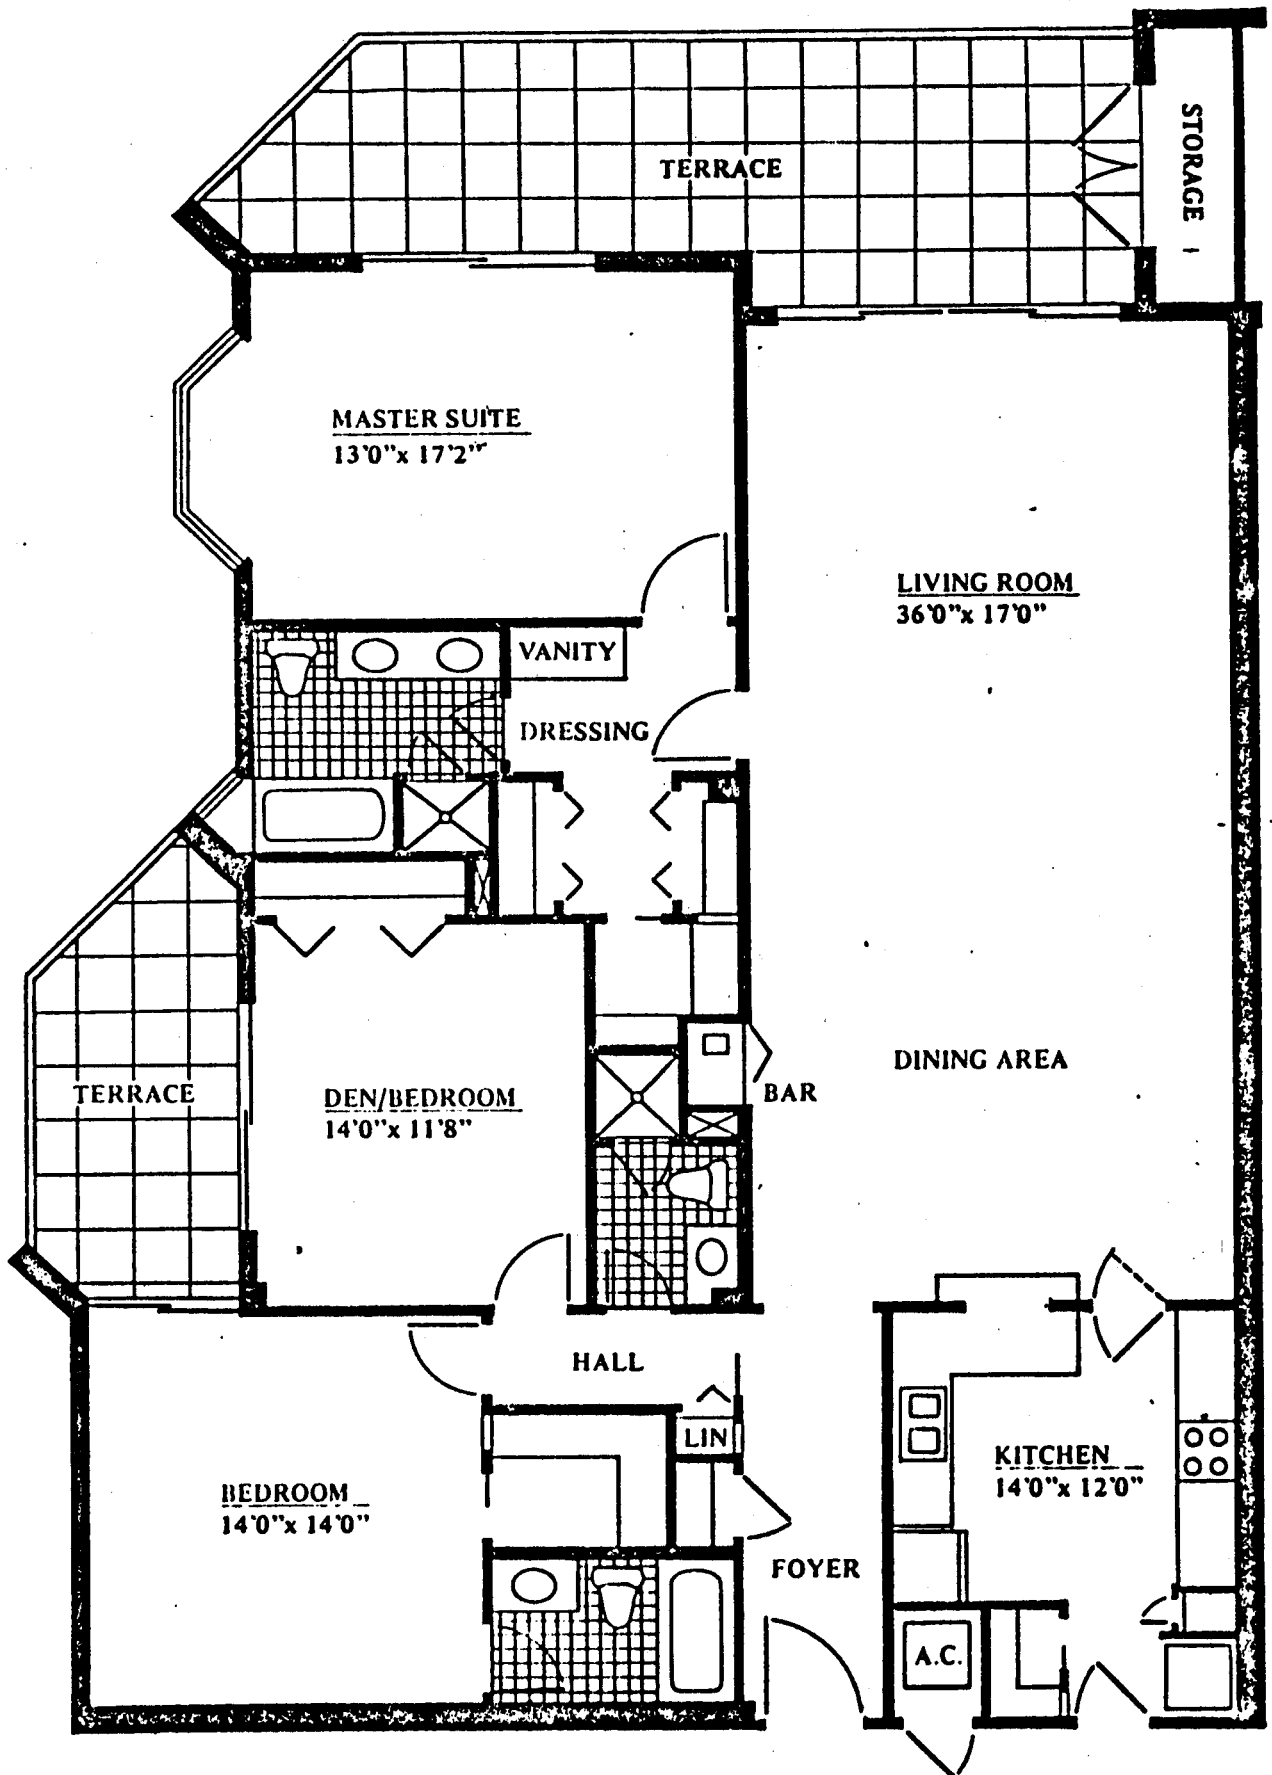 TERRACE
STORAGE
MASTER SUITE
13'0"x 17'2"
LIVING ROOM
36'0"x 17'0"
VANITY
DRESSING
TERRACE
DEN/BEDROOM
14'0"x 11'8"
BAR
DINING AREA
HALL
LIN
KITCHEN
14'0"x 12'0"
BEDROOM
14'0"x 14'0"
FOYER
A.C.